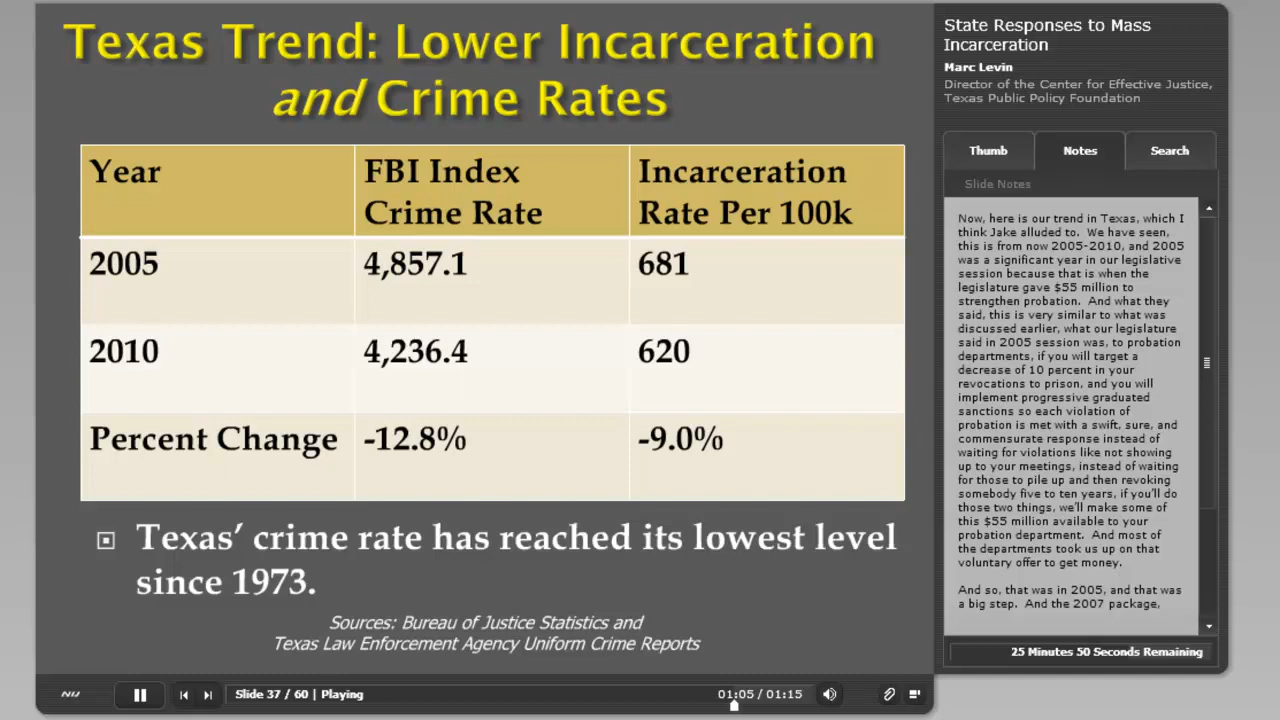 Texas Trend: Lower Incarceration
and Crime Rates
Year
FBI Index
Crime Rate
Incarceration
Rate Per 100k
2005
4,857.1
681
2010
4,236.4
620
Percent Change
-12.8%
-9.0%
Texas' crime rate has reached its lowest level
since 1973.
Sources: Bureau of Justice Statistics and
Texas Law Enforcement Agency Uniform Crime Reports
Slide 37 / 60 | Playing
01:05 / 01:15
State Responses to Mass
Incarceration
Marc Levin
Director of the Center for Effective Justice,
Texas Public Policy Foundation
Thumb
Notes
Search
Slide Notes
Now, here is our trend in Texas, which I
think Jake alluded to. We have seen,
this is from now 2005-2010, and 2005
was a significant year in our legislative
session because that is when the
legislature gave $55 million to
strengthen probation. And what they
said, this is very similar to what was
discussed earlier, what our legislature
said in 2005 session was, to probation
departments, if you will target a
decrease of 10 percent in your
revocations to prison, and you will
implement progressive graduated
sanctions so each violation of
probation is met with a swift, sure, and
commensurate response instead of
waiting for violations like not showing
up to your meetings, instead of waiting
for those to pile up and then revoking
somebody five to ten years, if you'll do
those two things, we'll make some of
this $55 million available to your
probation department. And most of
the departments took us up on that
voluntary offer to get money.
And so, that was in 2005, and that was
a big step. And the 2007 package,
25 Minutes 50 Seconds Remaining